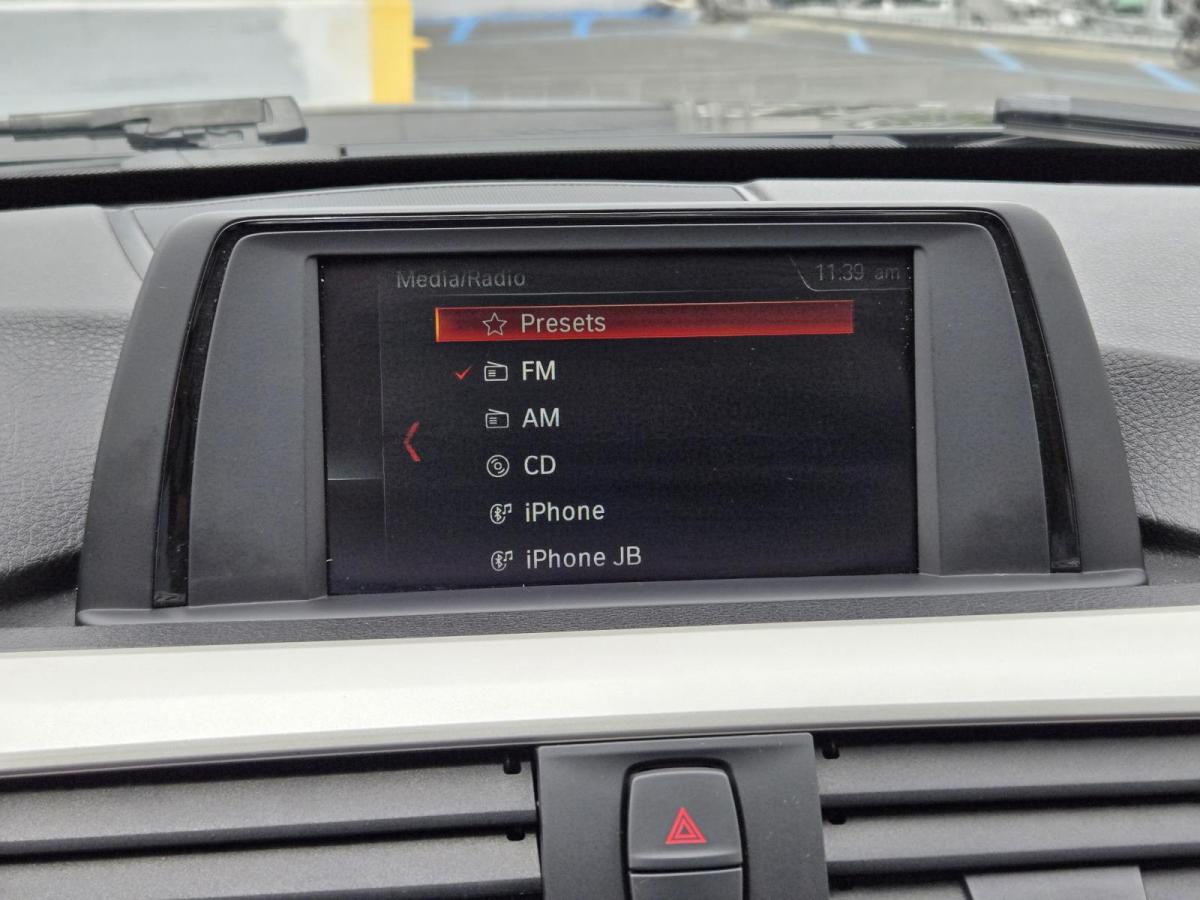 Media/Radio
11.39 am
Presets
FM
AM
CD
iPhone
iPhone JB